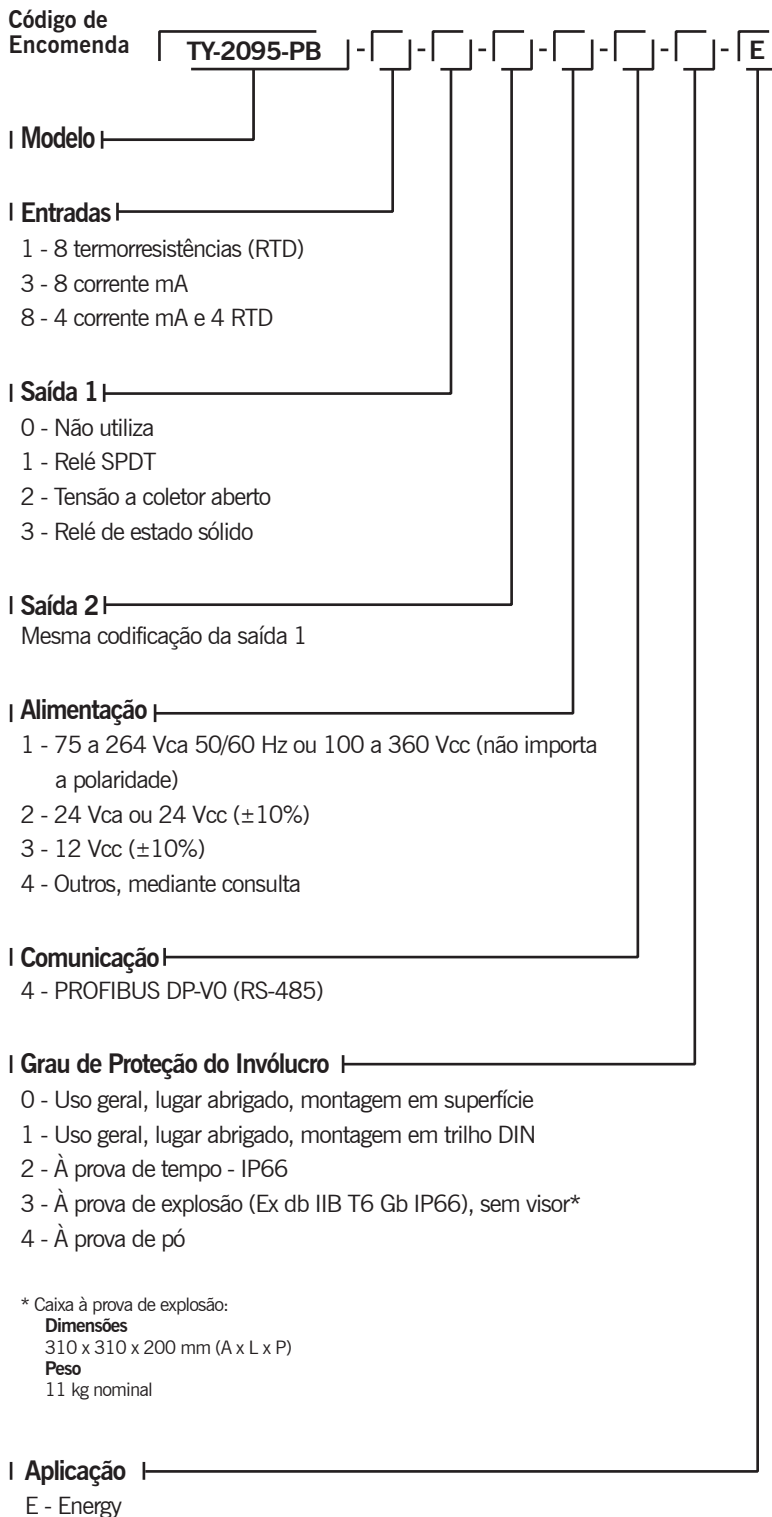 Código de
Encomenda
TY-2095-PB - - - - - - - E
Modelo
Entradas
1 - 8 termorresistências (RTD)
3 - 8 corrente mA
8 - 4 corrente mA e 4 RTD
Saída 1
0 - Não utiliza
1 - Relé SPDT
2 - Tensão a coletor aberto
3 - Relé de estado sólido
Saída 2
Mesma codificação da saída 1
Alimentação
1 - 75 a 264 Vca 50/60 Hz ou 100 a 360 Vcc (não importa
a polaridade)
2 - 24 Vca ou 24 Vcc (±10%)
3 - 12 Vcc (±10%)
4 - Outros, mediante consulta
Comunicação
4 - PROFIBUS DP-V0 (RS-485)
Grau de Proteção do Invólucro
0 - Uso geral, lugar abrigado, montagem em superfície
1 - Uso geral, lugar abrigado, montagem em trilho DIN
2 - À prova de tempo - IP66
3 - À prova de explosão (Ex db IIB T6 Gb IP66), sem visor*
4 - À prova de pó
* Caixa à prova de explosão:
Dimensões
310 x 310 x 200 mm (A x L x P)
Peso
11 kg nominal
Aplicação
E - Energy